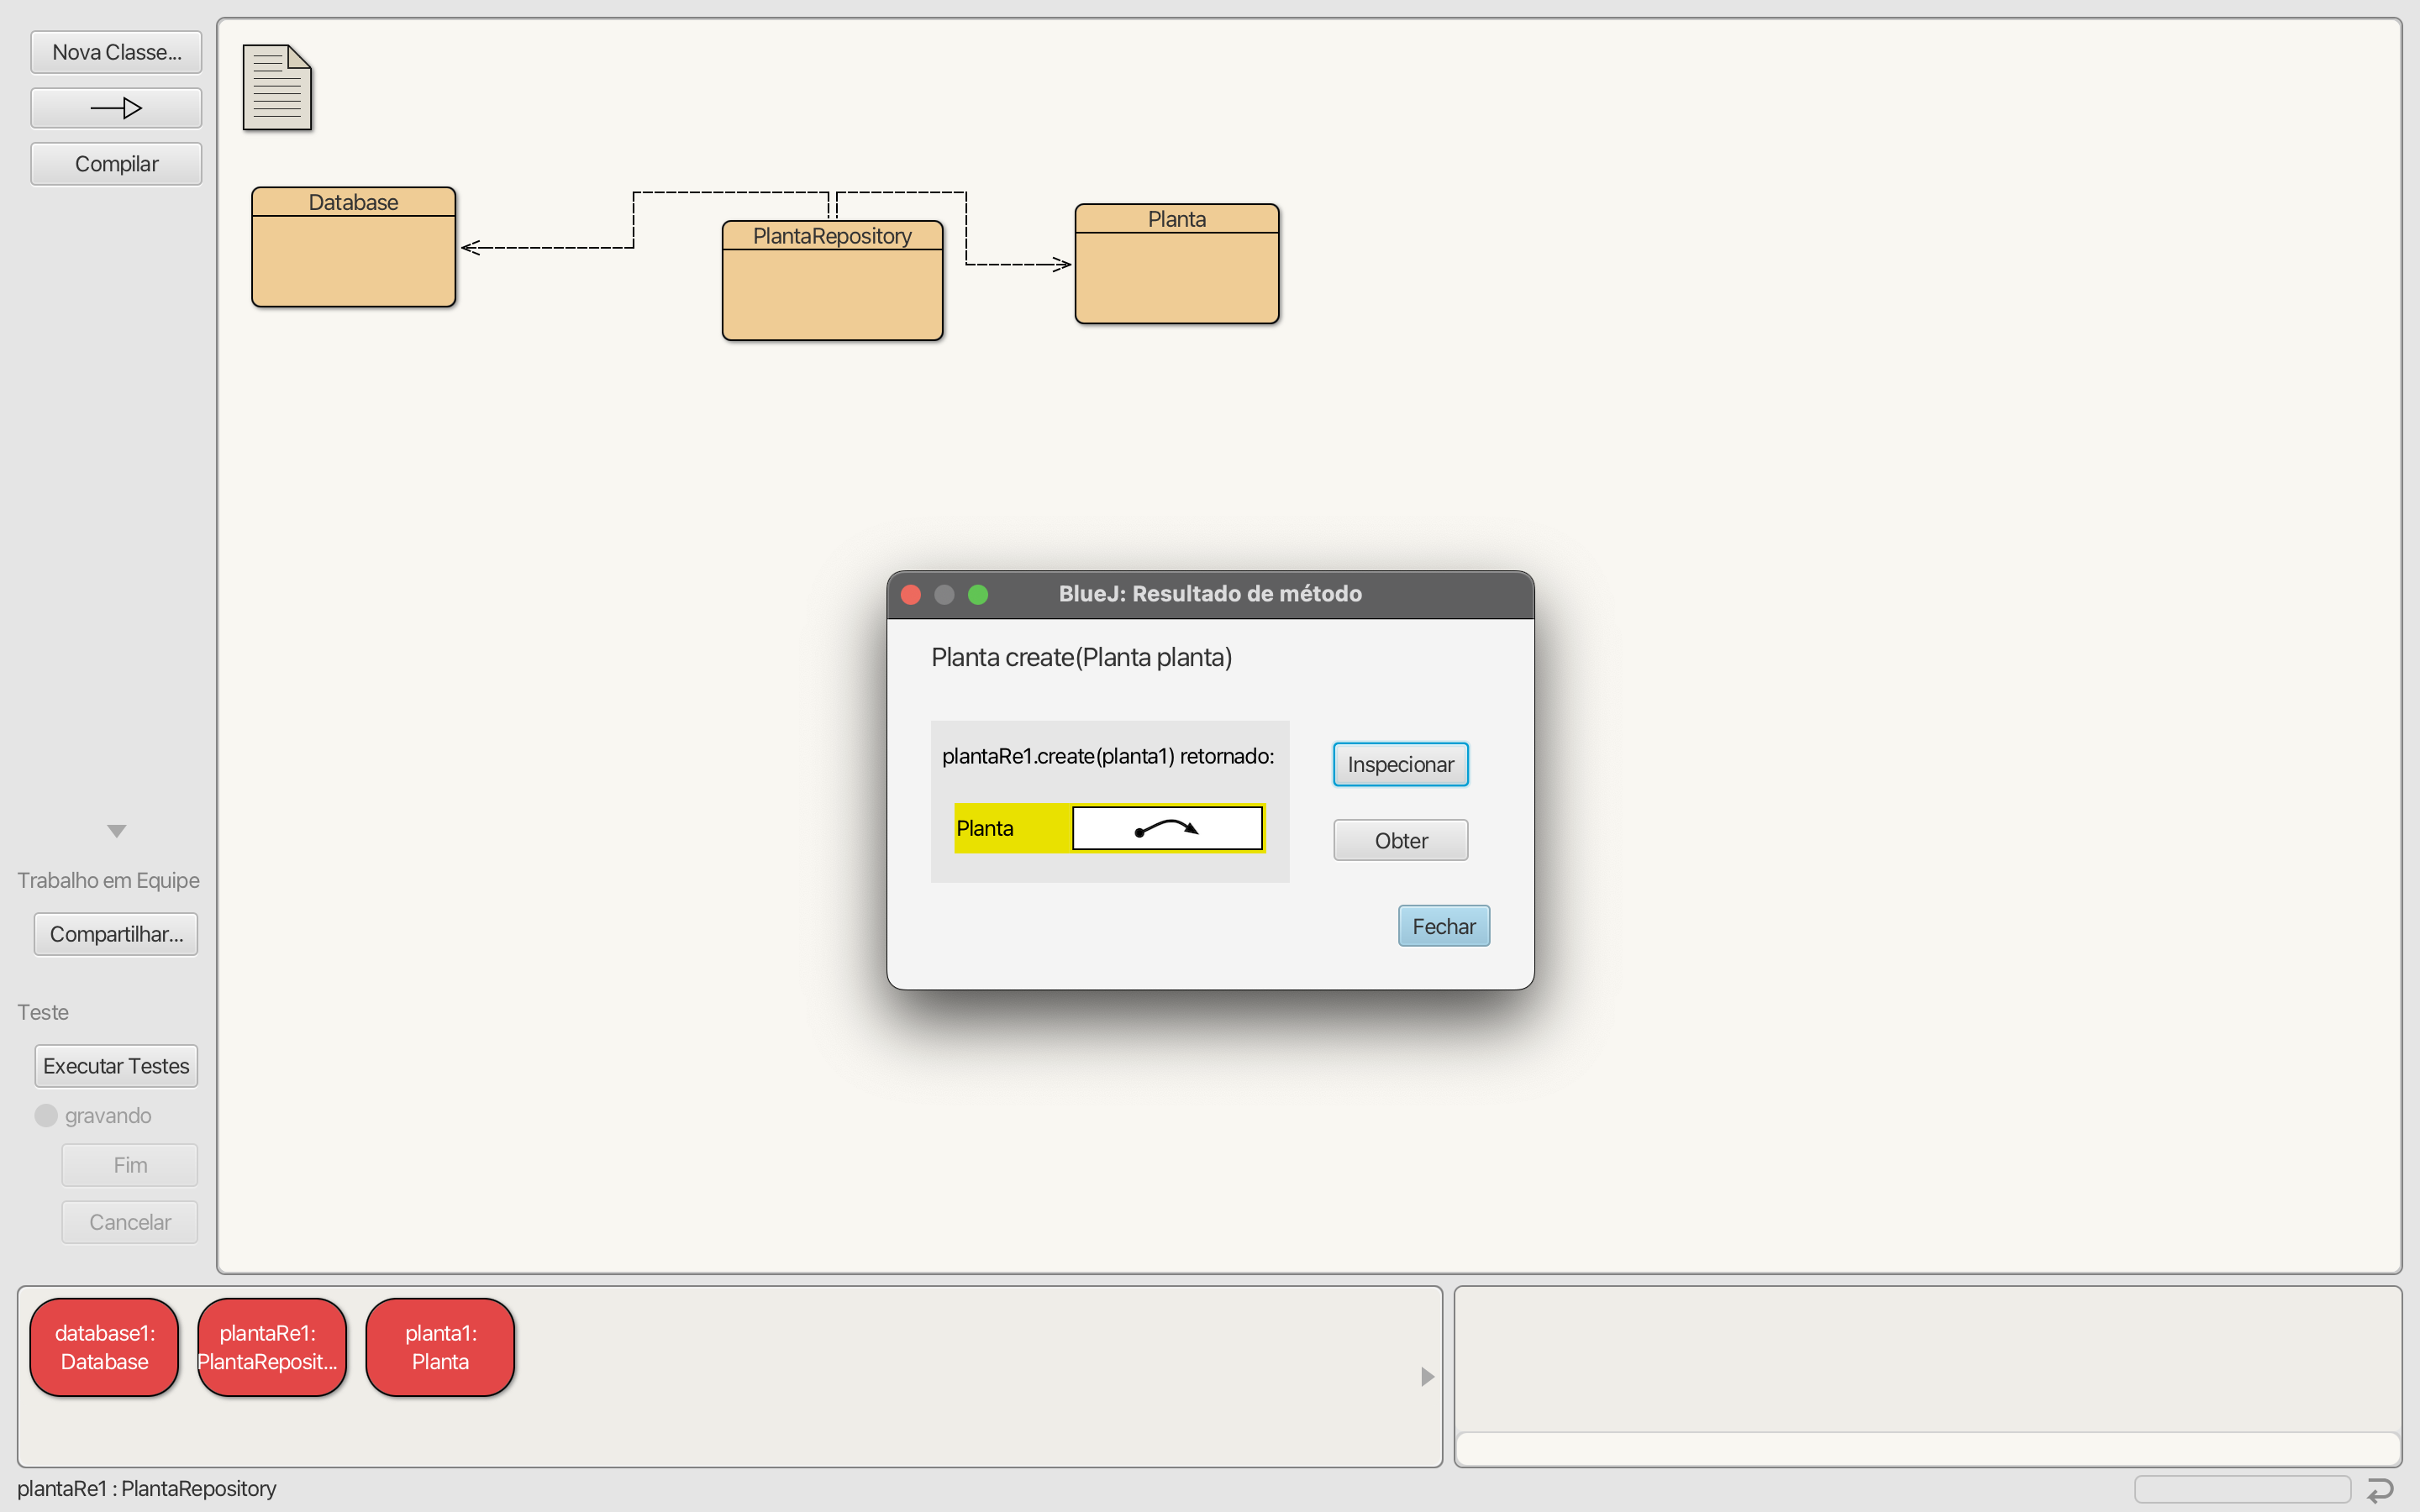 Nova Classe...
Compilar
Database
PlantaRepository
Planta
BlueJ: Resultado de método
Planta create(Planta planta)
plantaRe1.create(planta1) retornado:
Planta
Inspecionar
Obter
Fechar
Trabalho em Equipe
Compartilhar...
Teste
Executar Testes
gravando
Fim
Cancelar
database1:
Database
plantaRe1:
PlantaReposit...
planta1:
Planta
plantaRe1 : PlantaRepository